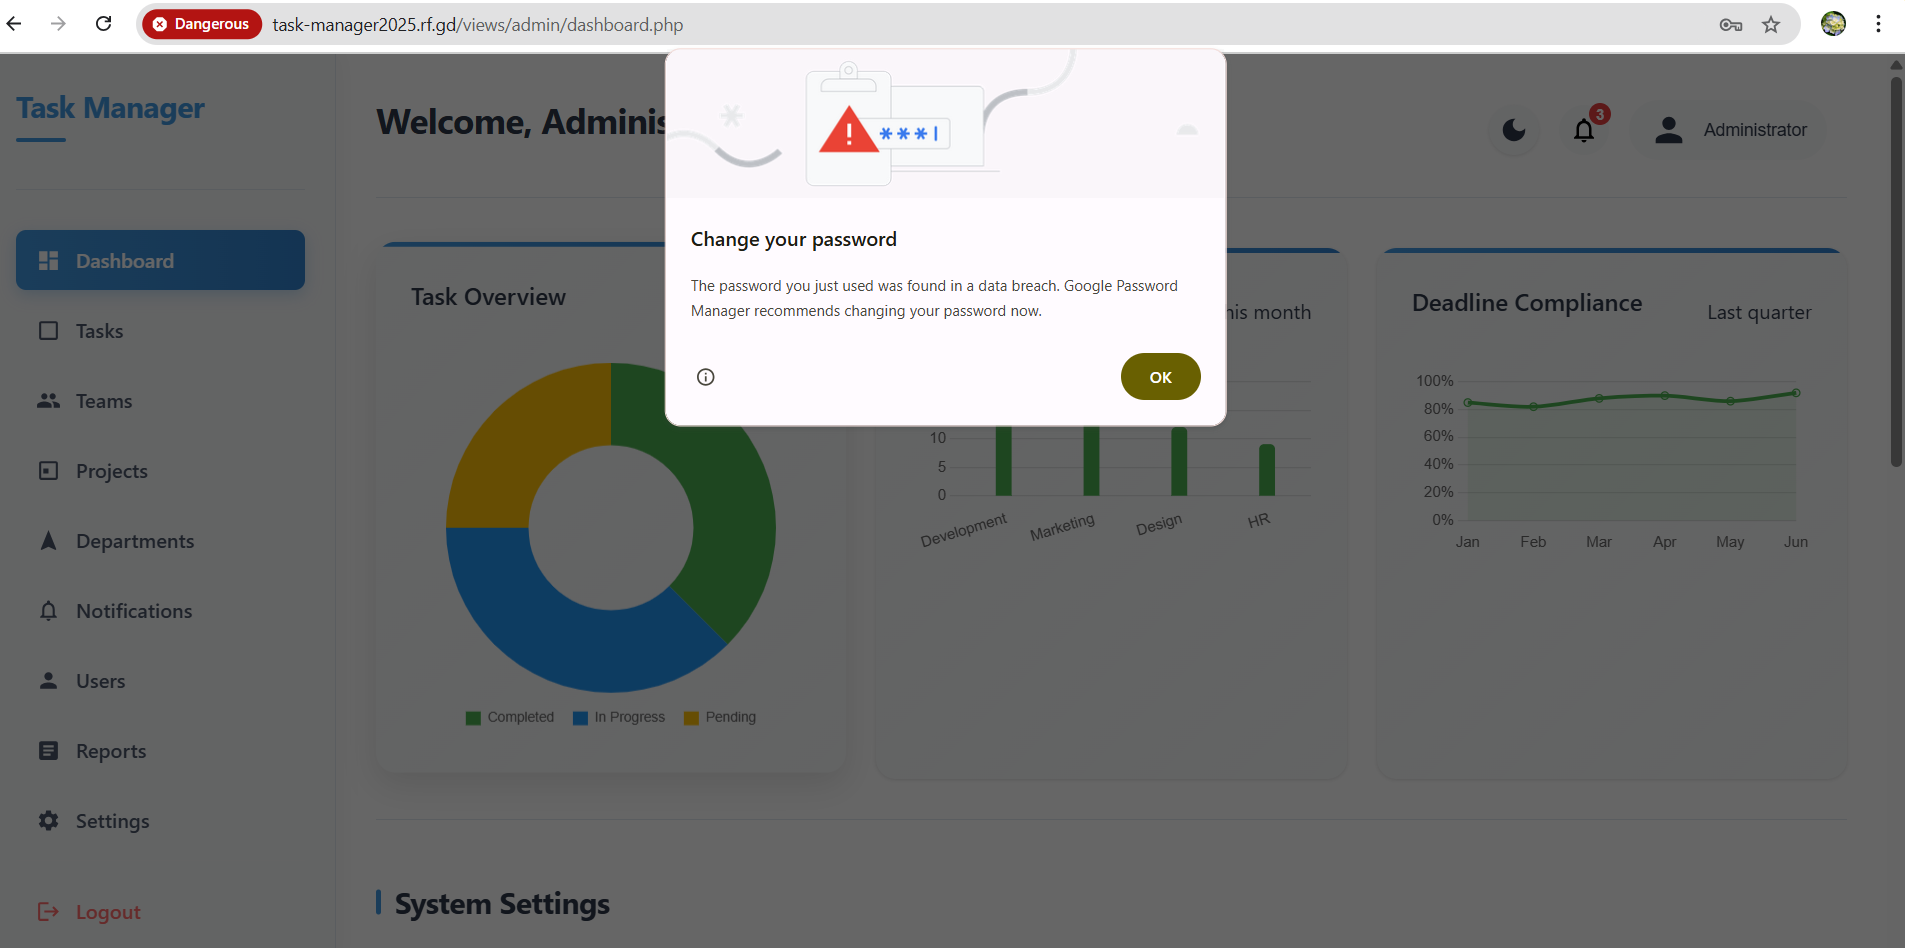 Dangerous
task-manager2025.rf.gd/views/admin/dashboard.php
Task Manager
Dashboard
Tasks
Teams
Projects
Departments
Notifications
Users
Reports
Settings
Logout
Welcome, Adminis
3
Administrator
***|
Change your password
The password you just used was found in a data breach. Google Password
Manager recommends changing your password now.
OK
Task Overview
Completed In Progress Pending
his month
10
5
0
Development Marketing Design HR
Deadline Compliance
Last quarter
100%
80%
60%
40%
20%
0%
Jan Feb Mar Apr May Jun
System Settings